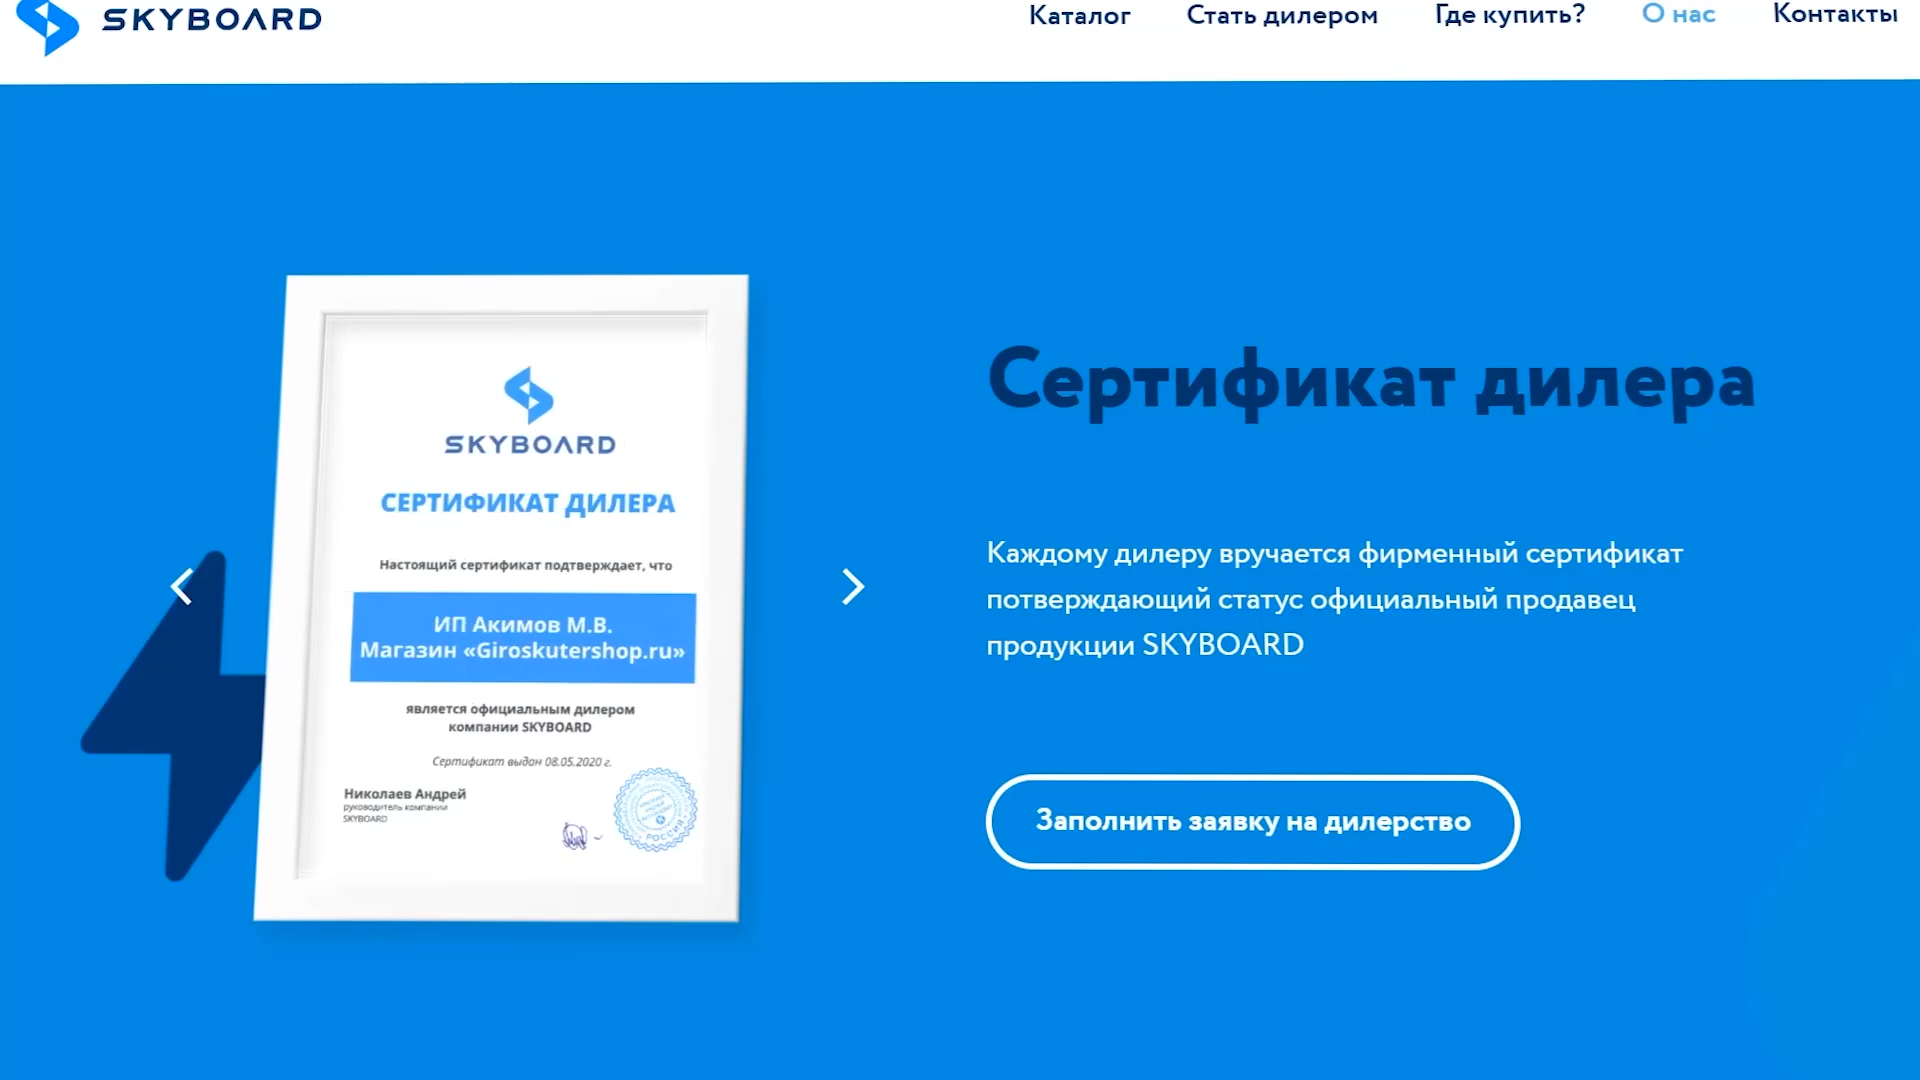 SKYBOARD
Каталог
Стать дилером
Где купить?
О нас
Контакты
SKYBOARD
СЕРТИФИКАТ ДИЛЕРА
Настоящий сертификат подтверждает, что
ИП Акимов М.В.
Магазин «Giroskutershop.ru»
является официальным дилером
компании SKYBOARD
Сертификат выдан 08.05.2020 г.
Николаев Андрей
руководитель компании
SKYBOARD
РОССИЯ
Сертификат дилера
Каждому дилеру вручается фирменный сертификат
потверждающий статус официальный продавец
продукции SKYBOARD
Заполнить заявку на дилерство